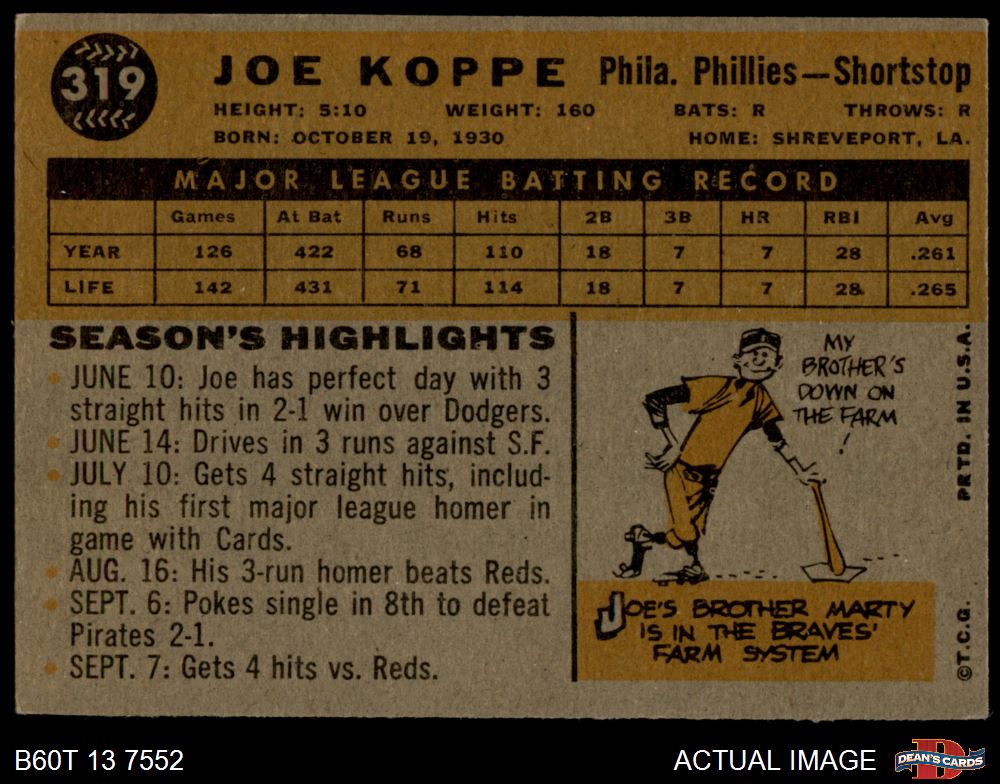 319
JOE KOPPE Phila. Phillies—Shortstop
HEIGHT: 5:10 WEIGHT: 160 BATS: R THROWS: R
BORN: OCTOBER 19, 1930 HOME: SHREVEPORT, LA.
MAJOR LEAGUE BATTING RECORD
Games At Bat Runs Hits 2B 3B HR RBI Avg
YEAR 126 422 68 110 18 7 7 28 .261
LIFE 142 431 71 114 18 7 7 28 .265
SEASON'S HIGHLIGHTS
JUNE 10: Joe has perfect day with 3
straight hits in 2-1 win over Dodgers.
JUNE 14: Drives in 3 runs against S.F.
JULY 10: Gets 4 straight hits, includ-
ing his first major league homer in
game with Cards.
AUG. 16: His 3-run homer beats Reds.
SEPT. 6: Pokes single in 8th to defeat
Pirates 2-1.
SEPT. 7: Gets 4 hits vs. Reds.
MY
BROTHER'S
DOWN ON
THE FARM
!
JOE'S BROTHER MARTY
IS IN THE BRAVES'
FARM SYSTEM
©T.C.G. PRTD. IN U.S.A.
B60T 13 7552 ACTUAL IMAGE
D
DEAN'S CARDS